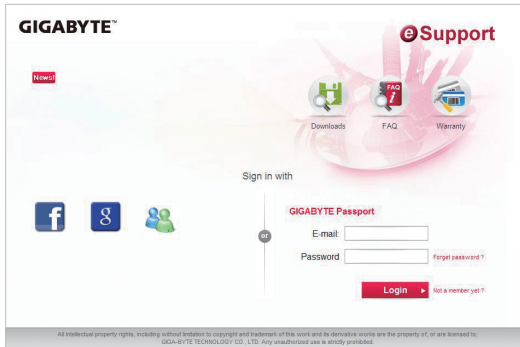 GIGABYTE™
eSupport
News!
FAQ
Downloads
FAQ
Warranty
Sign in with
f
g
or
GIGABYTE Passport
E-mail:
Password
Forget password ?
Login
Not a member yet ?
All intellectual property rights, including without limitation to copyright and trademark of this work and its derivative works are the property of, or are licensed to,
GIGA-BYTE TECHNOLOGY CO., LTD. Any unauthorized use is strictly prohibited.